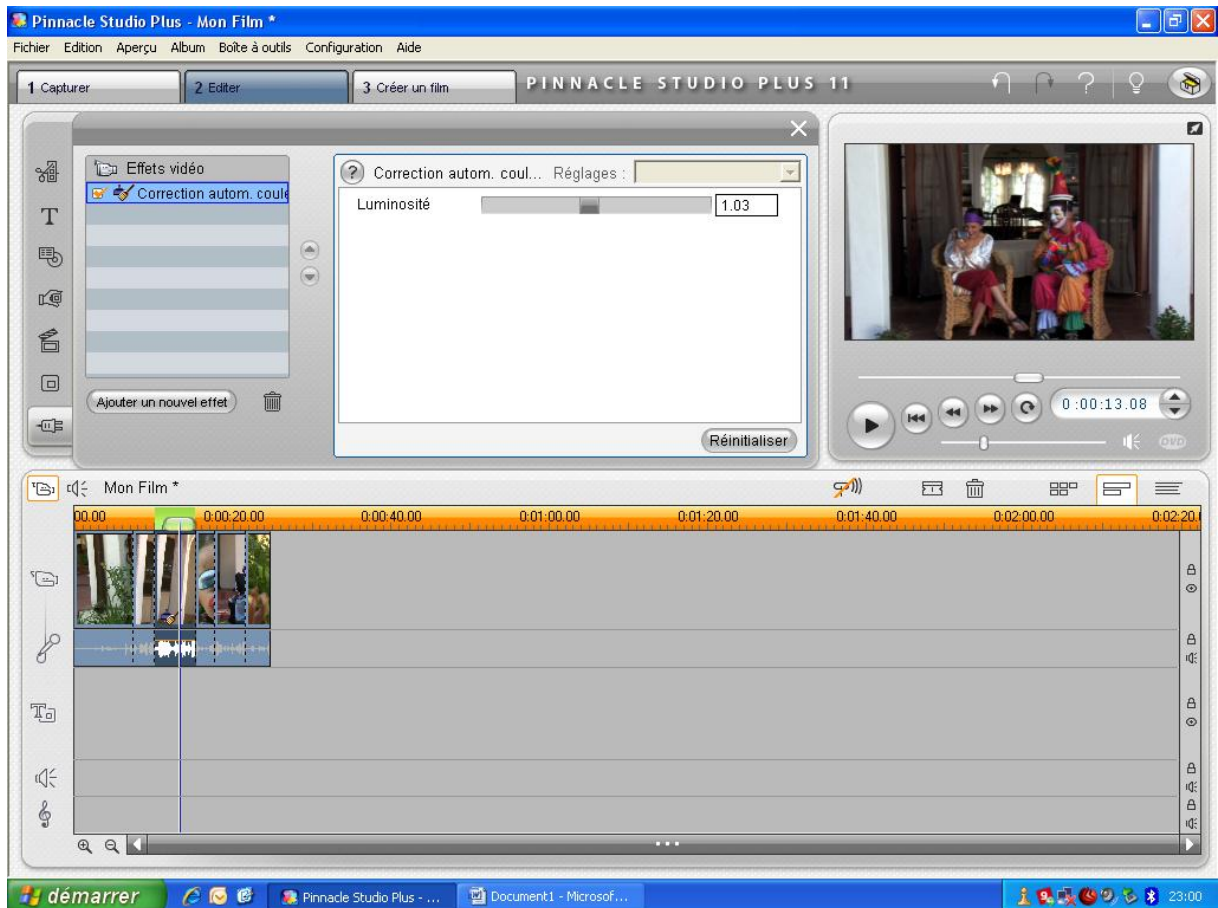 Pinnacle Studio Plus - Mon Film *
Fichier Edition Aperçu Album Boîte à outils Configuration Aide
1 Capturer
2 Editer
3 Créer un film
PINNACLE STUDIO PLUS 11
Effets vidéo
Correction autom. coule
Correction autom. coul... Réglages :
Luminosité
1.03
Ajouter un nouvel effet
Réinitialiser
0:00:13.08
DVD
Mon Film *
00.00 0:00:20.00 0:00:40.00 0:01:00.00 0:01:20.00 0:01:40.00 0:02:00.00 0:02:20.
démarrer
Pinnacle Studio Plus - ...
Document1 - Microsof...
23:00